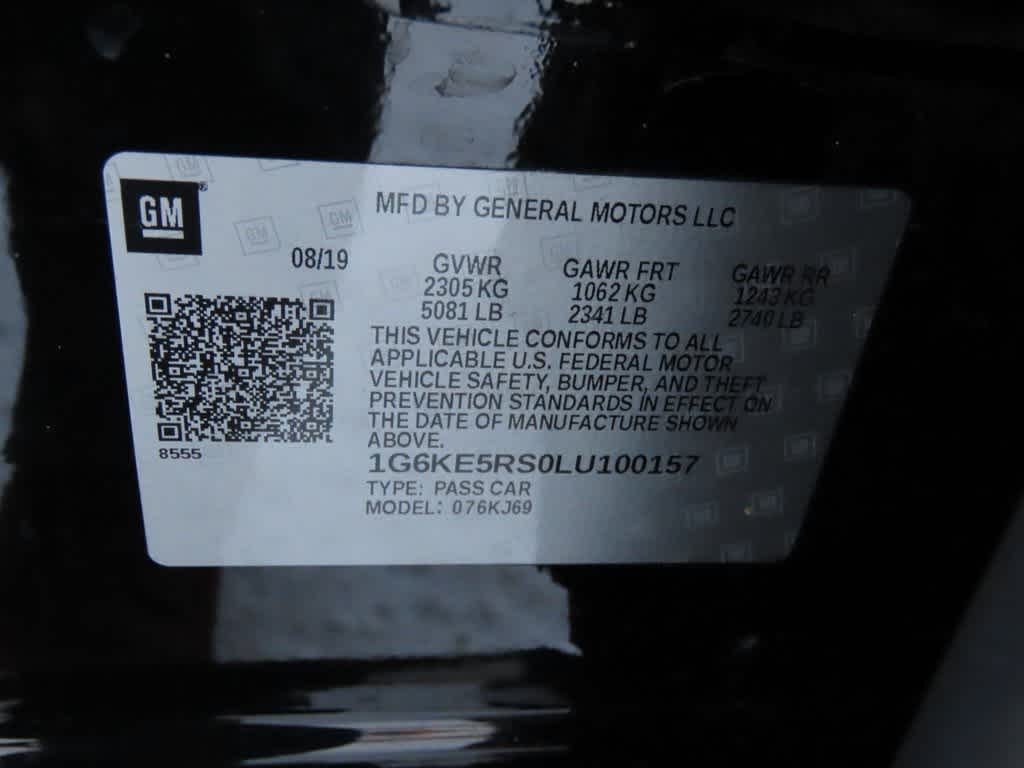 GM
MFD BY GENERAL MOTORS LLC
08/19
GVWR GAWR FRT GAWR RR
2305 KG 1062 KG 1243 KG
5081 LB 2341 LB 2740 LB
THIS VEHICLE CONFORMS TO ALL
APPLICABLE U.S. FEDERAL MOTOR
VEHICLE SAFETY, BUMPER, AND THEFT
PREVENTION STANDARDS IN EFFECT ON
THE DATE OF MANUFACTURE SHOWN
ABOVE.
8555
1G6KE5RS0LU100157
TYPE: PASS CAR
MODEL: 076KJ69